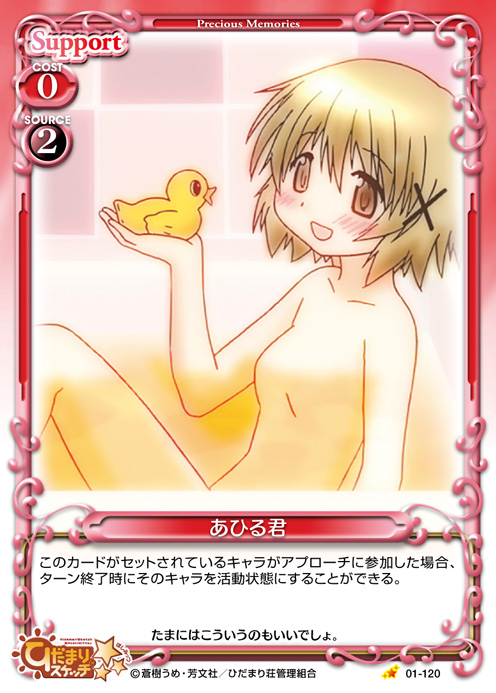 Precious Memories
Support
COST
0
SOURCE
2
あひる君
このカードがセットされているキャラがアプローチに参加した場合、
ターン終了時にそのキャラを活動状態にすることができる。
たまにはこういうのもいいでしょ。
ひだまり
スケッチ
©蒼樹うめ・芳文社／ひだまり荘管理組合
01-120